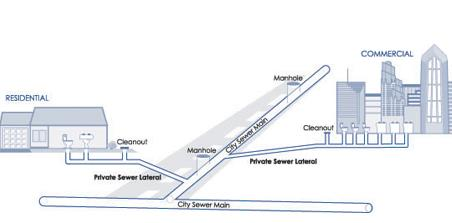 COMMERCIAL
Manhole
RESIDENTIAL
Cleanout
City Sewer Main
Cleanout
Manhole
Private Sewer Lateral
Private Sewer Lateral
City Sewer Main